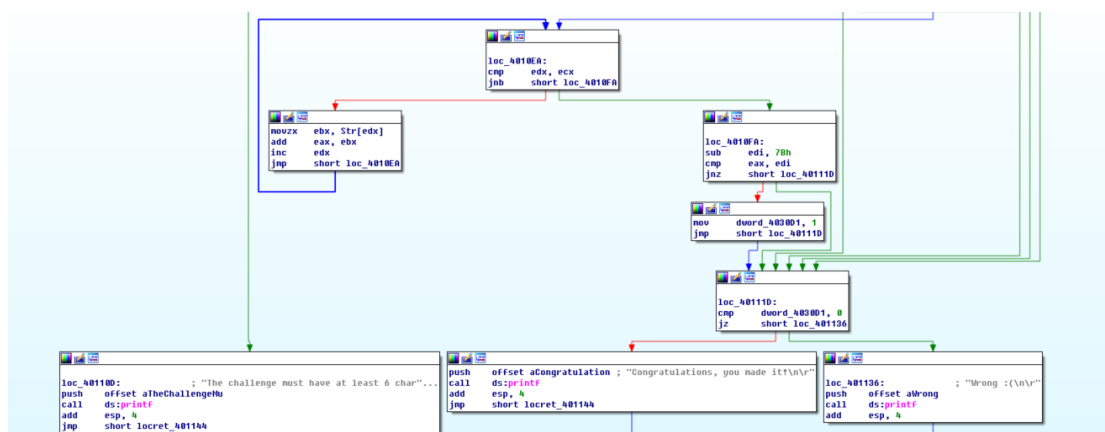 loc_4010EA:
cmp edx, ecx
jnb short loc_4010FA
movzx ebx, Str[edx]
add eax, ebx
inc edx
jmp short loc_4010EA
loc_4010FA:
sub edi, 7Bh
cmp eax, edi
jnz short loc_40111D
mov dword_4030D1, 1
jmp short loc_40111D
loc_40111D:
cmp dword_4030D1, 0
jz short loc_401136
loc_40110D: ; "The challenge must have at least 6 char"...
push offset aTheChallengeMu
call ds:printf
add esp, 4
jmp short locret_401144
push offset aCongratulation ; "Congratulations, you made it!\n\r"
call ds:printf
add esp, 4
jmp short locret_401144
loc_401136: ; "Wrong :(\n\r"
push offset aWrong
call ds:printf
add esp, 4